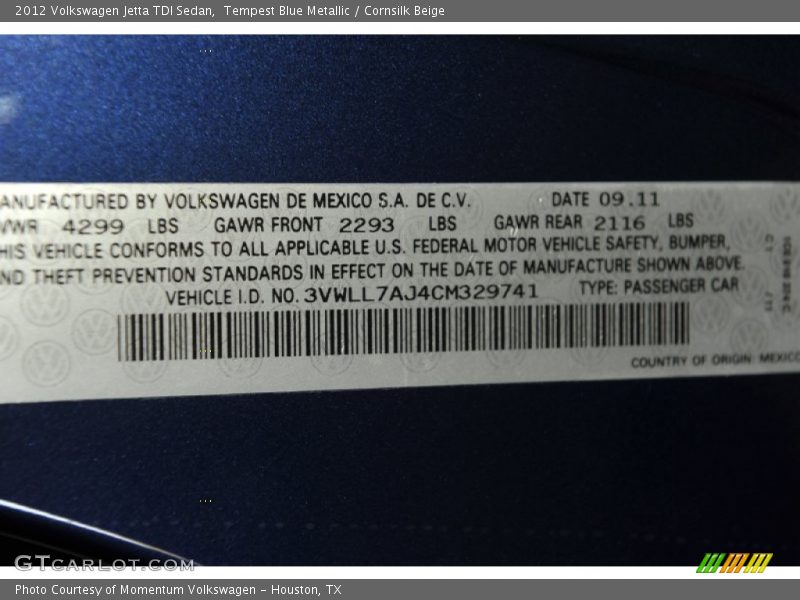 2012 Volkswagen Jetta TDI Sedan, Tempest Blue Metallic / Cornsilk Beige
ANUFACTURED BY VOLKSWAGEN DE MEXICO S.A. DE C.V. DATE 09.11
VWR 4299 LBS GAWR FRONT 2293 LBS GAWR REAR 2116 LBS
HIS VEHICLE CONFORMS TO ALL APPLICABLE U.S. FEDERAL MOTOR VEHICLE SAFETY, BUMPER,
ND THEFT PREVENTION STANDARDS IN EFFECT ON THE DATE OF MANUFACTURE SHOWN ABOVE.
VEHICLE I.D. NO. 3VWLL7AJ4CM329741 TYPE: PASSENGER CAR
COUNTRY OF ORIGIN MEXICO
GTCARLOT.COM
Photo Courtesy of Momentum Volkswagen – Houston, TX